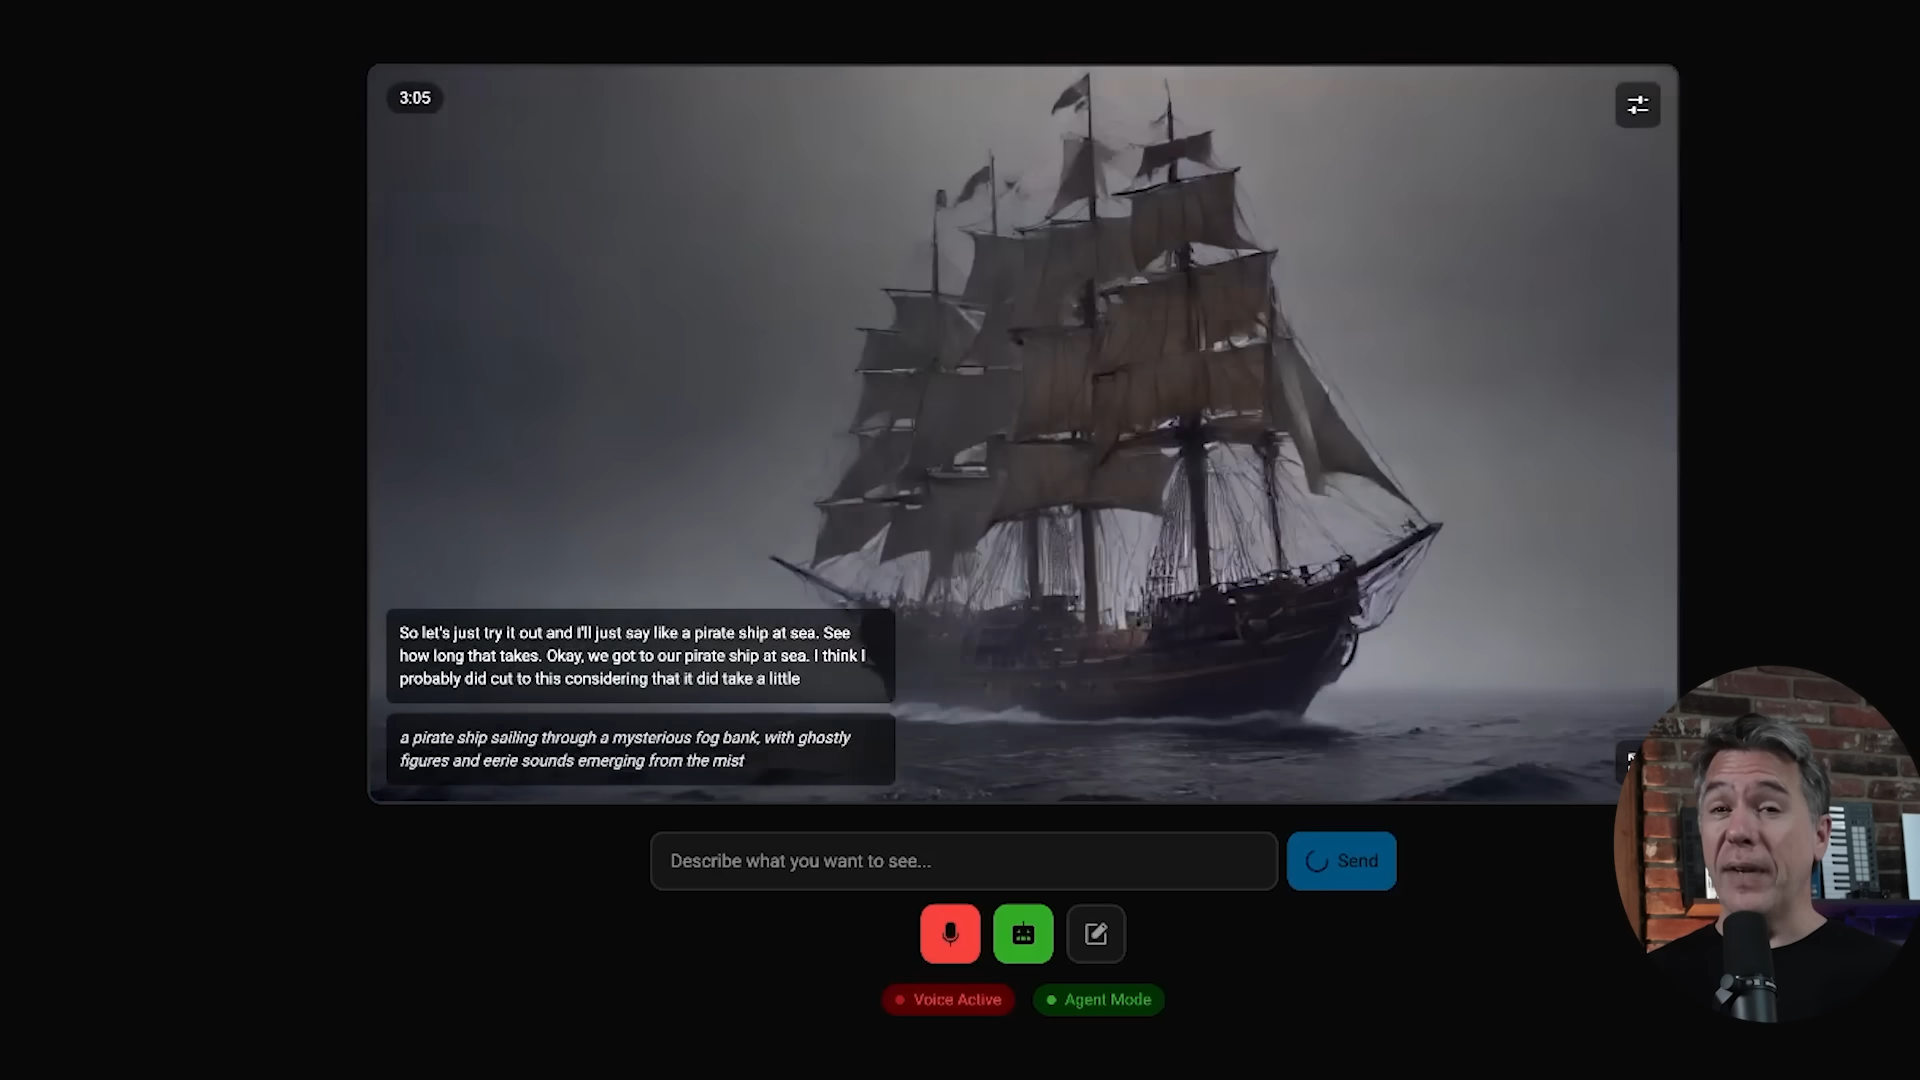 3:05
So let's just try it out and I'll just say like a pirate ship at sea. See
how long that takes. Okay, we got to our pirate ship at sea. I think I
probably did cut to this considering that it did take a little
a pirate ship sailing through a mysterious fog bank, with ghostly
figures and eerie sounds emerging from the mist
Describe what you want to see...
Send
Voice Active
Agent Mode